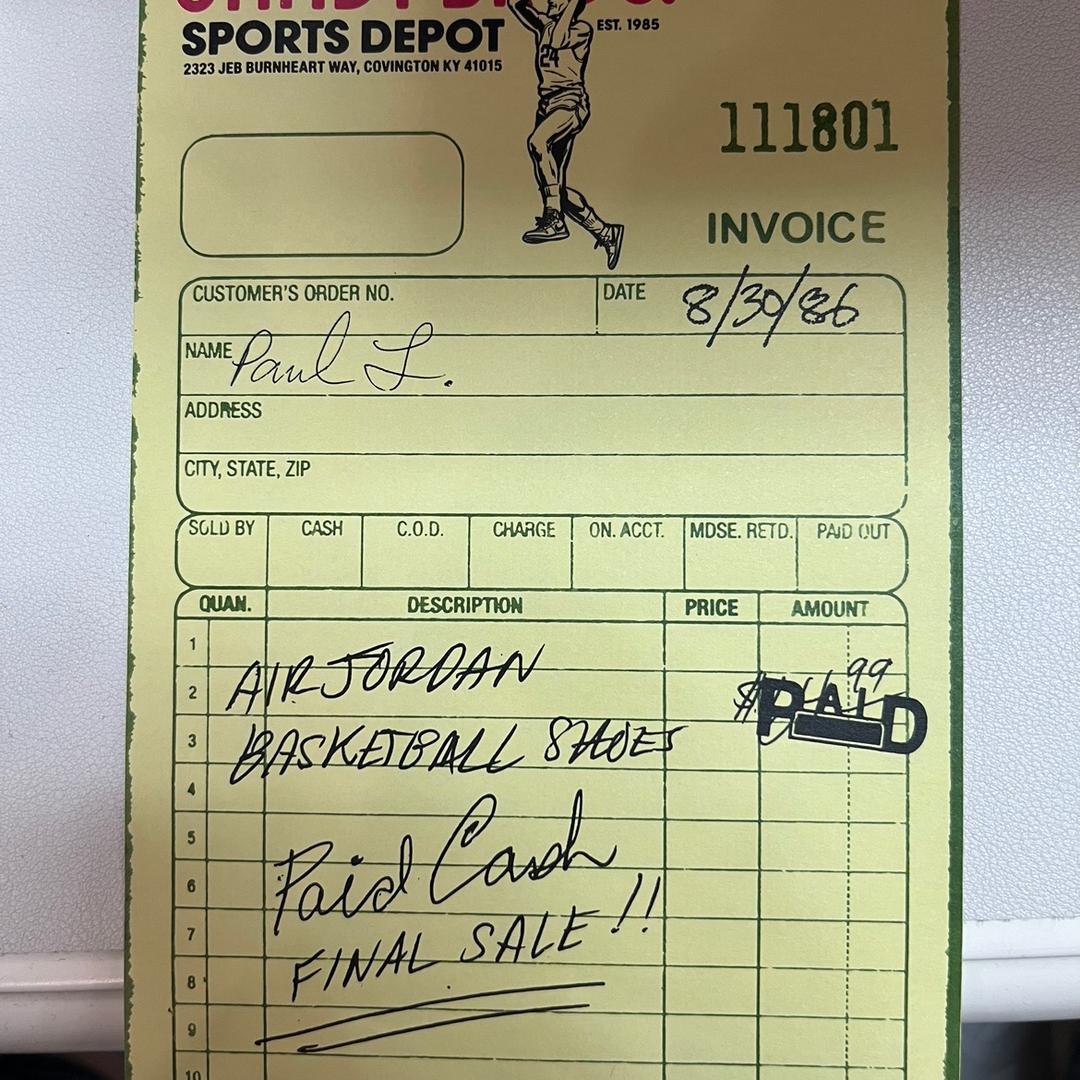 SPORTS DEPOT
EST. 1985
2323 JEB BURNHEART WAY, COVINGTON KY 41015
24
111801
INVOICE
CUSTOMER'S ORDER NO.
DATE 8/30/86
NAME Paul L.
ADDRESS
CITY, STATE, ZIP
SOLD BY CASH C.O.D. CHARGE ON. ACCT. MDSE. RETD. PAID OUT
QUAN. DESCRIPTION PRICE AMOUNT
1
2 AIR JORDAN $ 99
PAID
3 BASKETBALL SHOES
4
5
6 Paid Cash
7
8 FINAL SALE!!
9
10